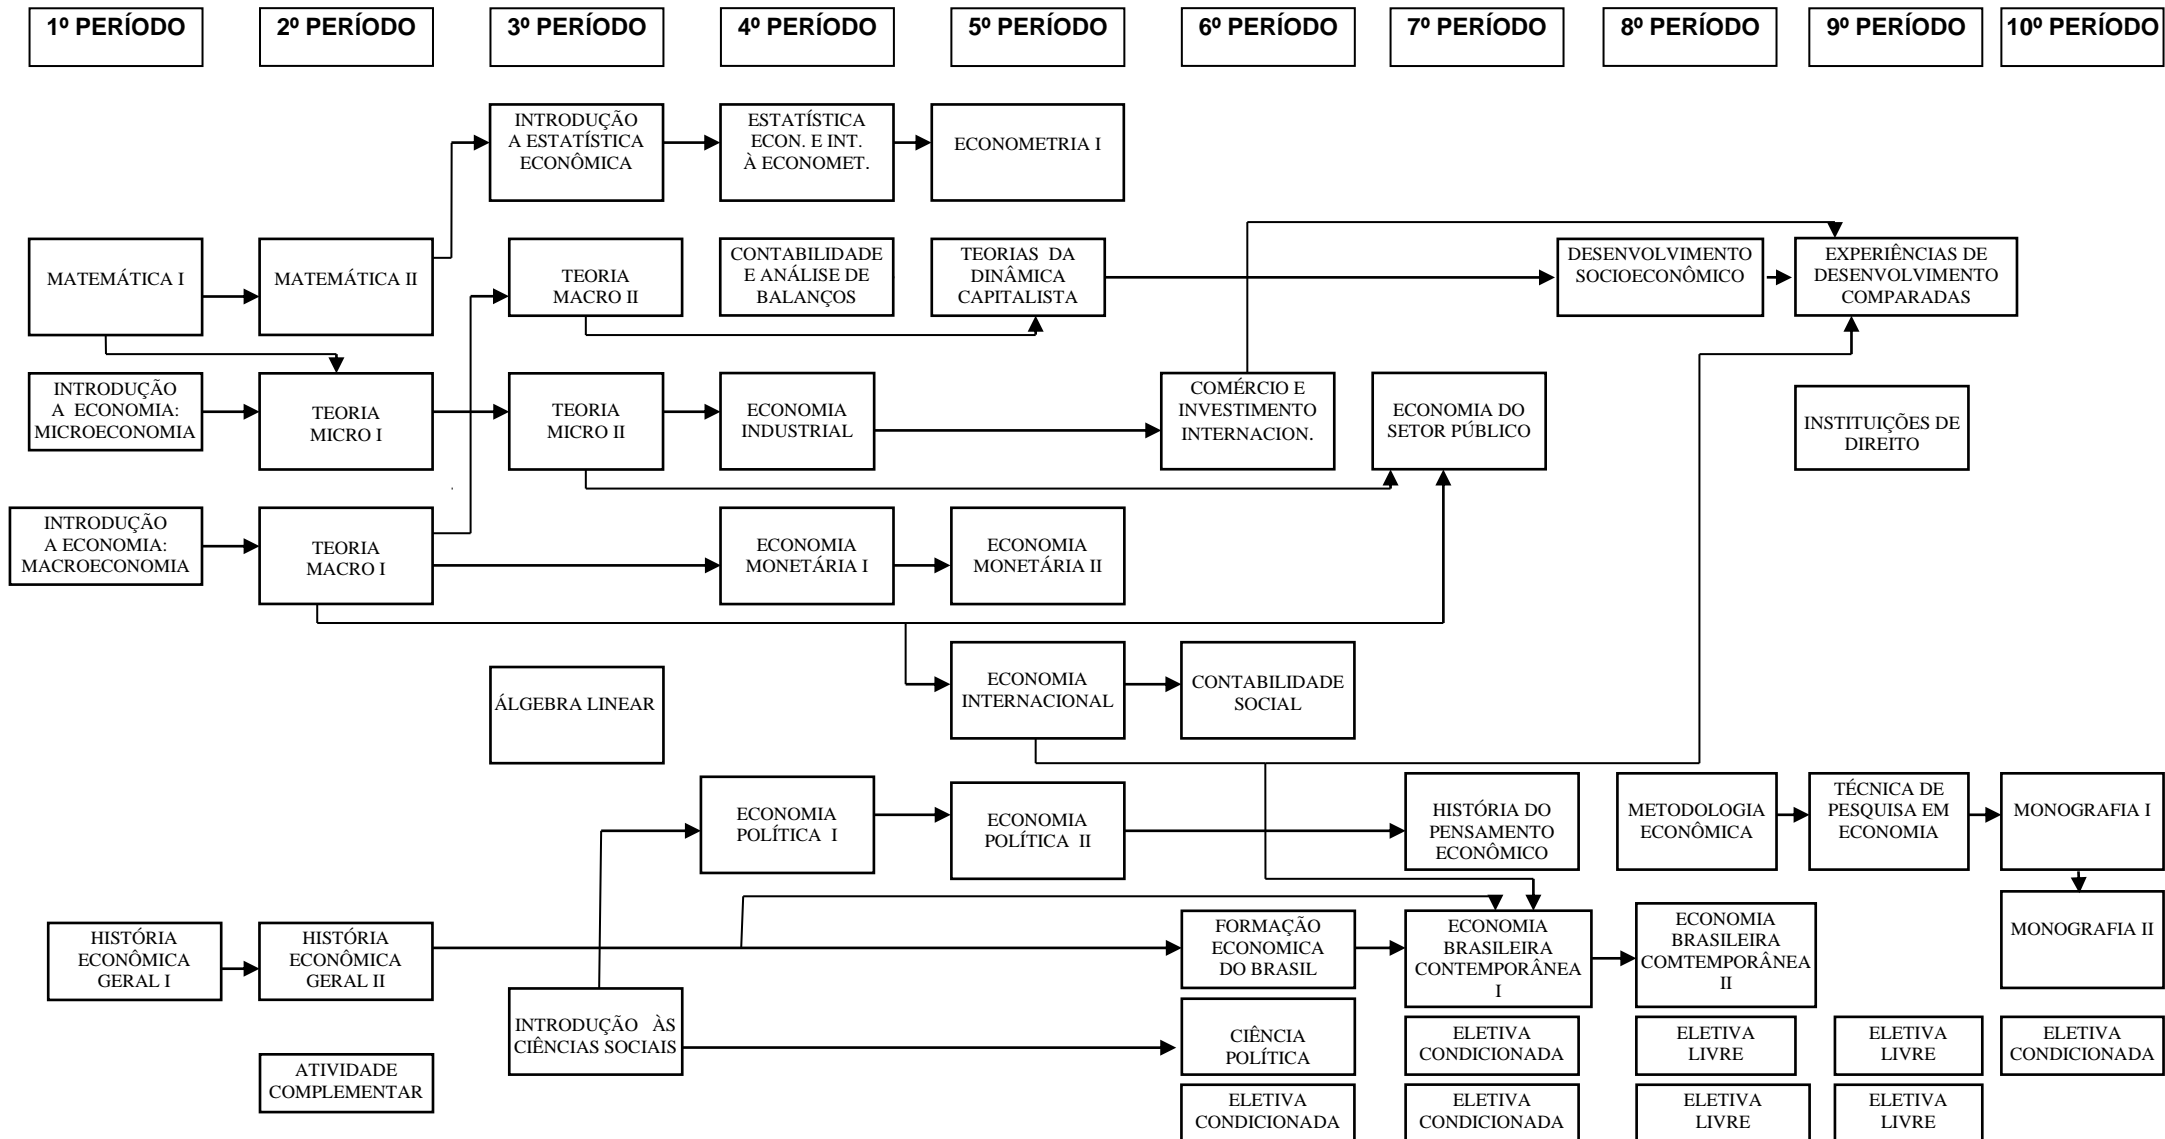 1º PERÍODO
2º PERÍODO
3º PERÍODO
4º PERÍODO
5º PERÍODO
6º PERÍODO
7º PERÍODO
8º PERÍODO
9º PERÍODO
10º PERÍODO
INTRODUÇÃO
A ESTATÍSTICA
ECONÔMICA
ESTATÍSTICA
ECON. E INT.
À ECONOMET.
ECONOMETRIA I
MATEMÁTICA I
MATEMÁTICA II
TEORIA
MACRO II
CONTABILIDADE
E ANÁLISE DE
BALANÇOS
TEORIAS DA
DINÂMICA
CAPITALISTA
DESENVOLVIMENTO
SOCIOECONÔMICO
EXPERIÊNCIAS DE
DESENVOLVIMENTO
COMPARADAS
INTRODUÇÃO
A ECONOMIA:
MICROECONOMIA
TEORIA
MICRO I
TEORIA
MICRO II
ECONOMIA
INDUSTRIAL
COMÉRCIO E
INVESTIMENTO
INTERNACION.
ECONOMIA DO
SETOR PÚBLICO
INSTITUIÇÕES DE
DIREITO
INTRODUÇÃO
A ECONOMIA:
MACROECONOMIA
TEORIA
MACRO I
ECONOMIA
MONETÁRIA I
ECONOMIA
MONETÁRIA II
ÁLGEBRA LINEAR
ECONOMIA
INTERNACIONAL
CONTABILIDADE
SOCIAL
ECONOMIA
POLÍTICA I
ECONOMIA
POLÍTICA II
HISTÓRIA DO
PENSAMENTO
ECONÔMICO
METODOLOGIA
ECONÔMICA
TÉCNICA DE
PESQUISA EM
ECONOMIA
MONOGRAFIA I
HISTÓRIA
ECONÔMICA
GERAL I
HISTÓRIA
ECONÔMICA
GERAL II
FORMAÇÃO
ECONOMICA
DO BRASIL
ECONOMIA
BRASILEIRA
CONTEMPORÂNEA
I
ECONOMIA
BRASILEIRA
COMTEMPORÂNEA
II
MONOGRAFIA II
INTRODUÇÃO ÀS
CIÊNCIAS SOCIAIS
CIÊNCIA
POLÍTICA
ELETIVA
CONDICIONADA
ELETIVA
LIVRE
ELETIVA
LIVRE
ELETIVA
CONDICIONADA
ATIVIDADE
COMPLEMENTAR
ELETIVA
CONDICIONADA
ELETIVA
CONDICIONADA
ELETIVA
LIVRE
ELETIVA
LIVRE